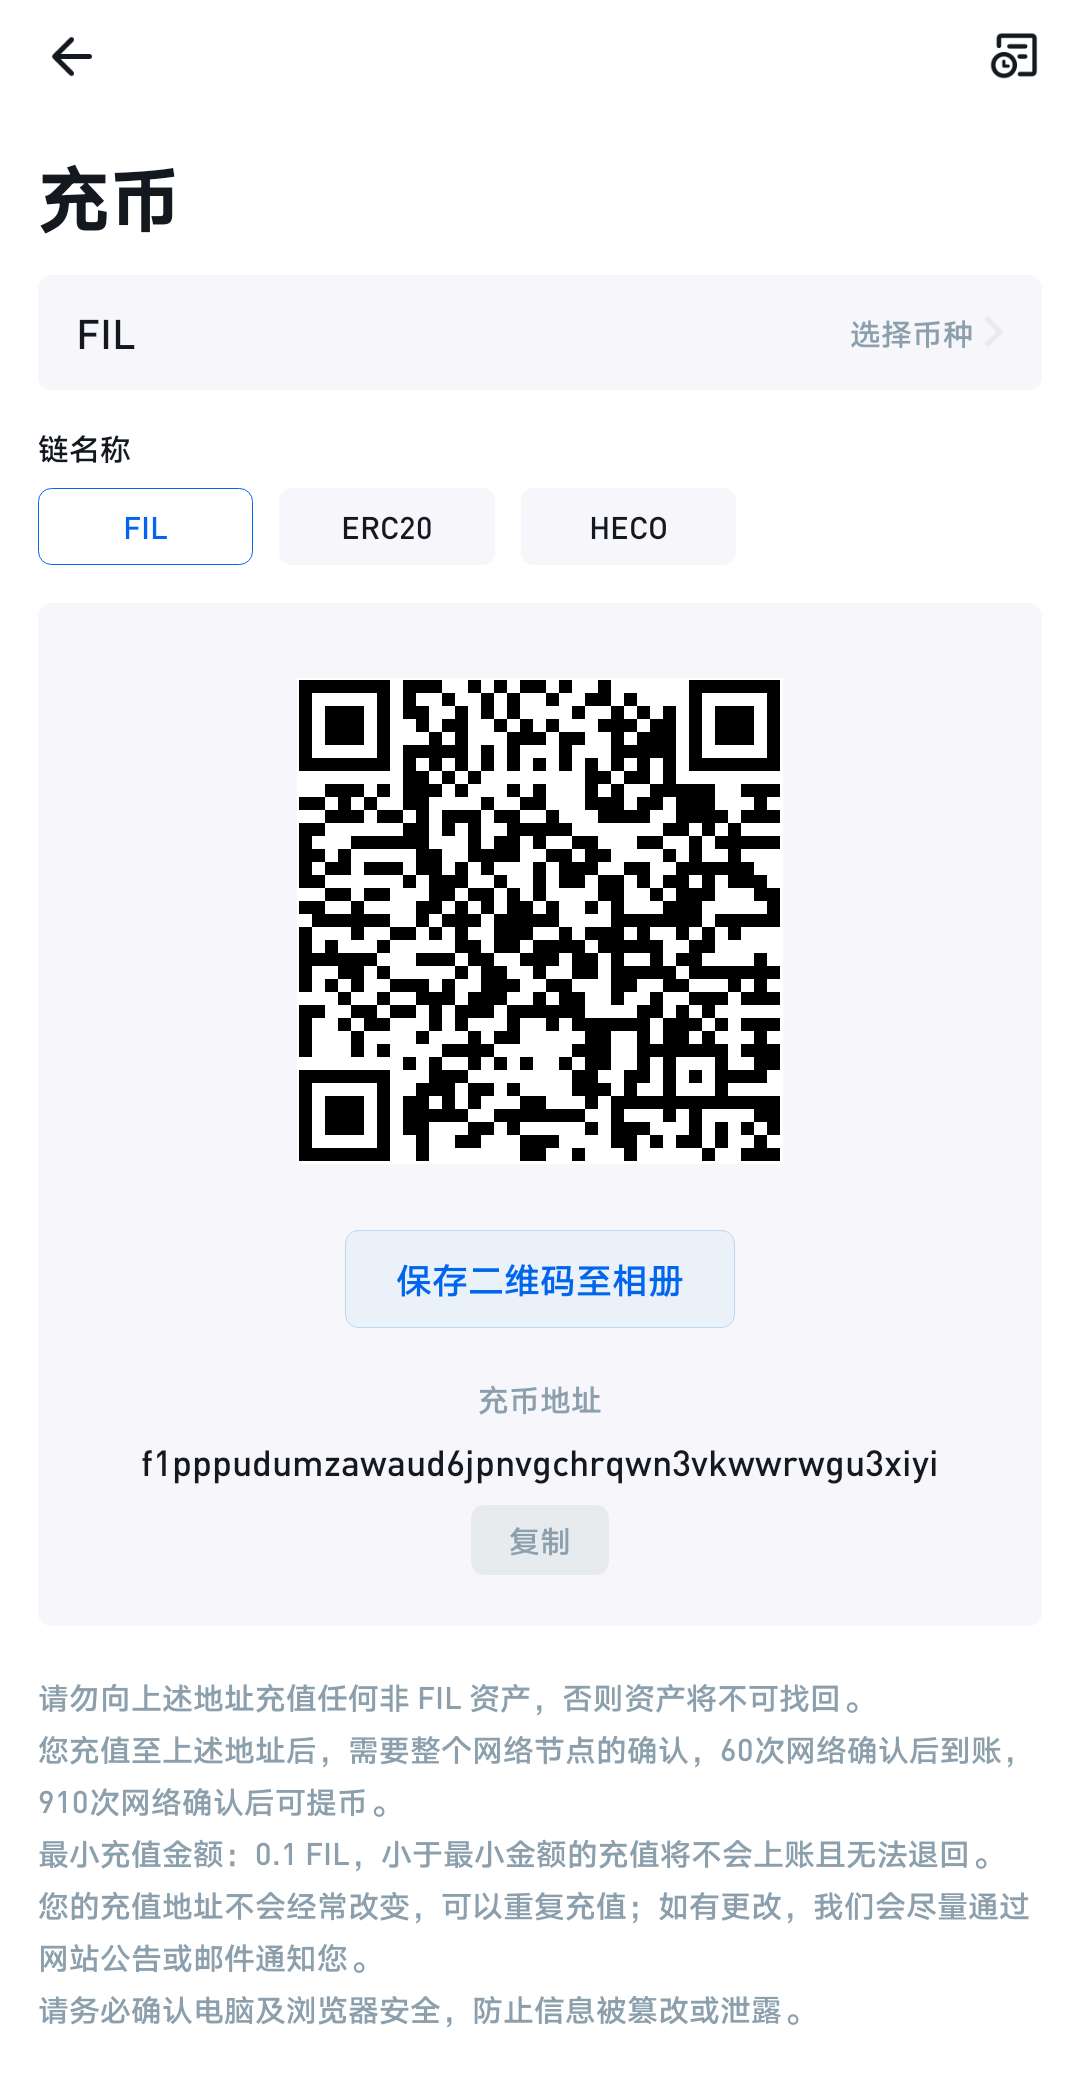 充币
FIL
选择币种
链名称
FIL
ERC20
HECO
保存二维码至相册
充币地址
f1pppudumzawaud6jpnvgchrqwn3vkwwrwgu3xiyi
复制
请勿向上述地址充值任何非 FIL 资产，否则资产将不可找回。
您充值至上述地址后，需要整个网络节点的确认，60次网络确认后到账，
910次网络确认后可提币。
最小充值金额：0.1 FIL，小于最小金额的充值将不会上账且无法退回。
您的充值地址不会经常改变，可以重复充值；如有更改，我们会尽量通过
网站公告或邮件通知您。
请务必确认电脑及浏览器安全，防止信息被篡改或泄露。